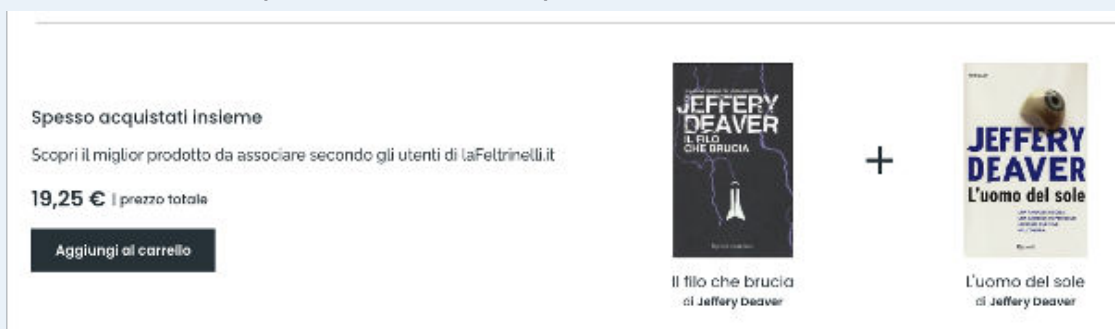 Spesso acquistati insieme
Scopri il miglior prodotto da associare secondo gli utenti di laFeltrinelli.it
19,25 € | prezzo totale
Aggiungi al carrello
JEFFERY
DEAVER
IL FILO
CHE BRUCIA
+
JEFFERY
DEAVER
L'uomo del sole
Il filo che brucia
di Jeffery Deaver
L'uomo del sole
di Jeffery Deaver